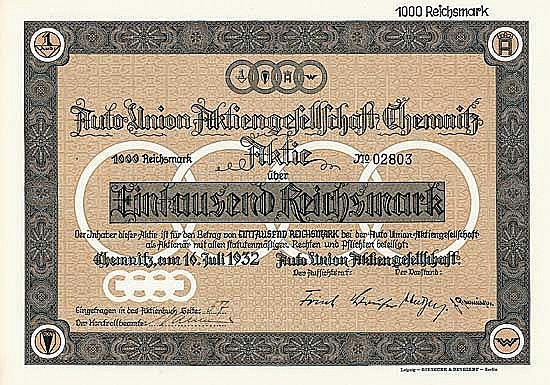 1000 Reichsmark
Auto Union Aktiengesellschaft, Chemnitz
1000 Reichsmark
No 02803
Aktie
über
Eintausend Reichsmark
Der Inhaber dieser Aktie ist für den Betrag von EINTAUSEND REICHSMARK bei der Auto Union Aktiengesellschaft
als Aktionär mit allen statutenmäßigen Rechten und Pflichten beteiligt.
Chemnitz, am 16. Juli 1932
Auto Union Aktiengesellschaft:
Der Aufsichtsrat:
Der Vorstand:
Eingetragen in das Aktienbuch Seite:
Der Kontrollbeamte:
Leipzig – GIESECKE & DEVRIENT – Berlin